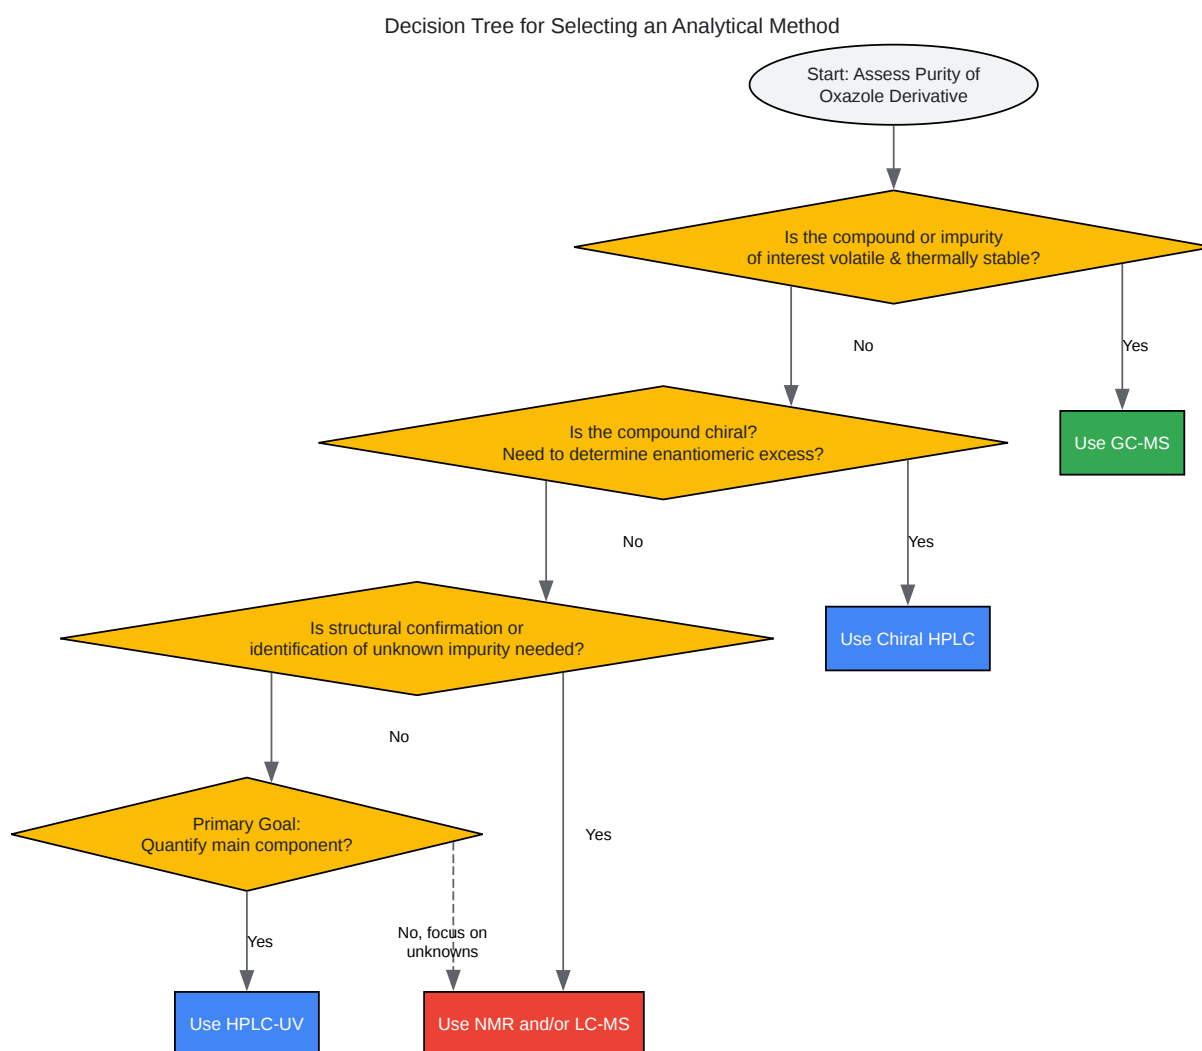 Decision Tree for Selecting an Analytical Method
Start: Assess Purity of
Oxazole Derivative
Is the compound or impurity
of interest volatile & thermally stable?
No
Yes
Is the compound chiral?
Need to determine enantiomeric excess?
Use GC-MS
No
Yes
Is structural confirmation or
identification of unknown impurity needed?
Use Chiral HPLC
No
Primary Goal:
Quantify main component?
Yes
No, focus on
unknowns
Yes
Use HPLC-UV
Use NMR and/or LC-MS